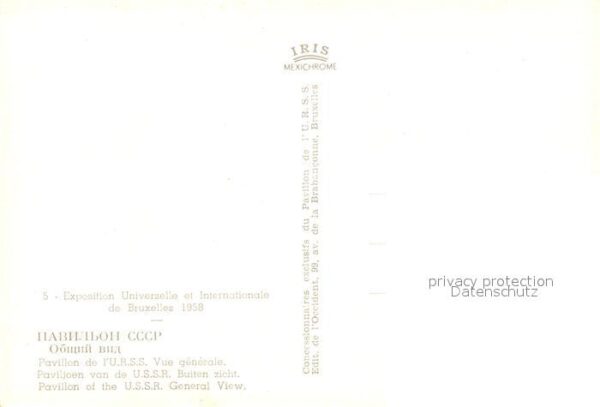 IRIS
MEXICHROME
Concessionnaires exclusifs du Pavillon de l'U.R.S.S.
Edit. de l'Occident, 99, av. de la Brabançonne, Bruxelles
privacy protection
Datenschutz
5 - Exposition Universelle et Internationale
de Bruxelles 1958
ПАВИЛЬОН СССР
Общий вид
Pavillon de l'U.R.S.S. Vue générale.
Paviljoen van de U.S.S.R. Buiten zicht.
Pavillon of the U.S.S.R. General View.